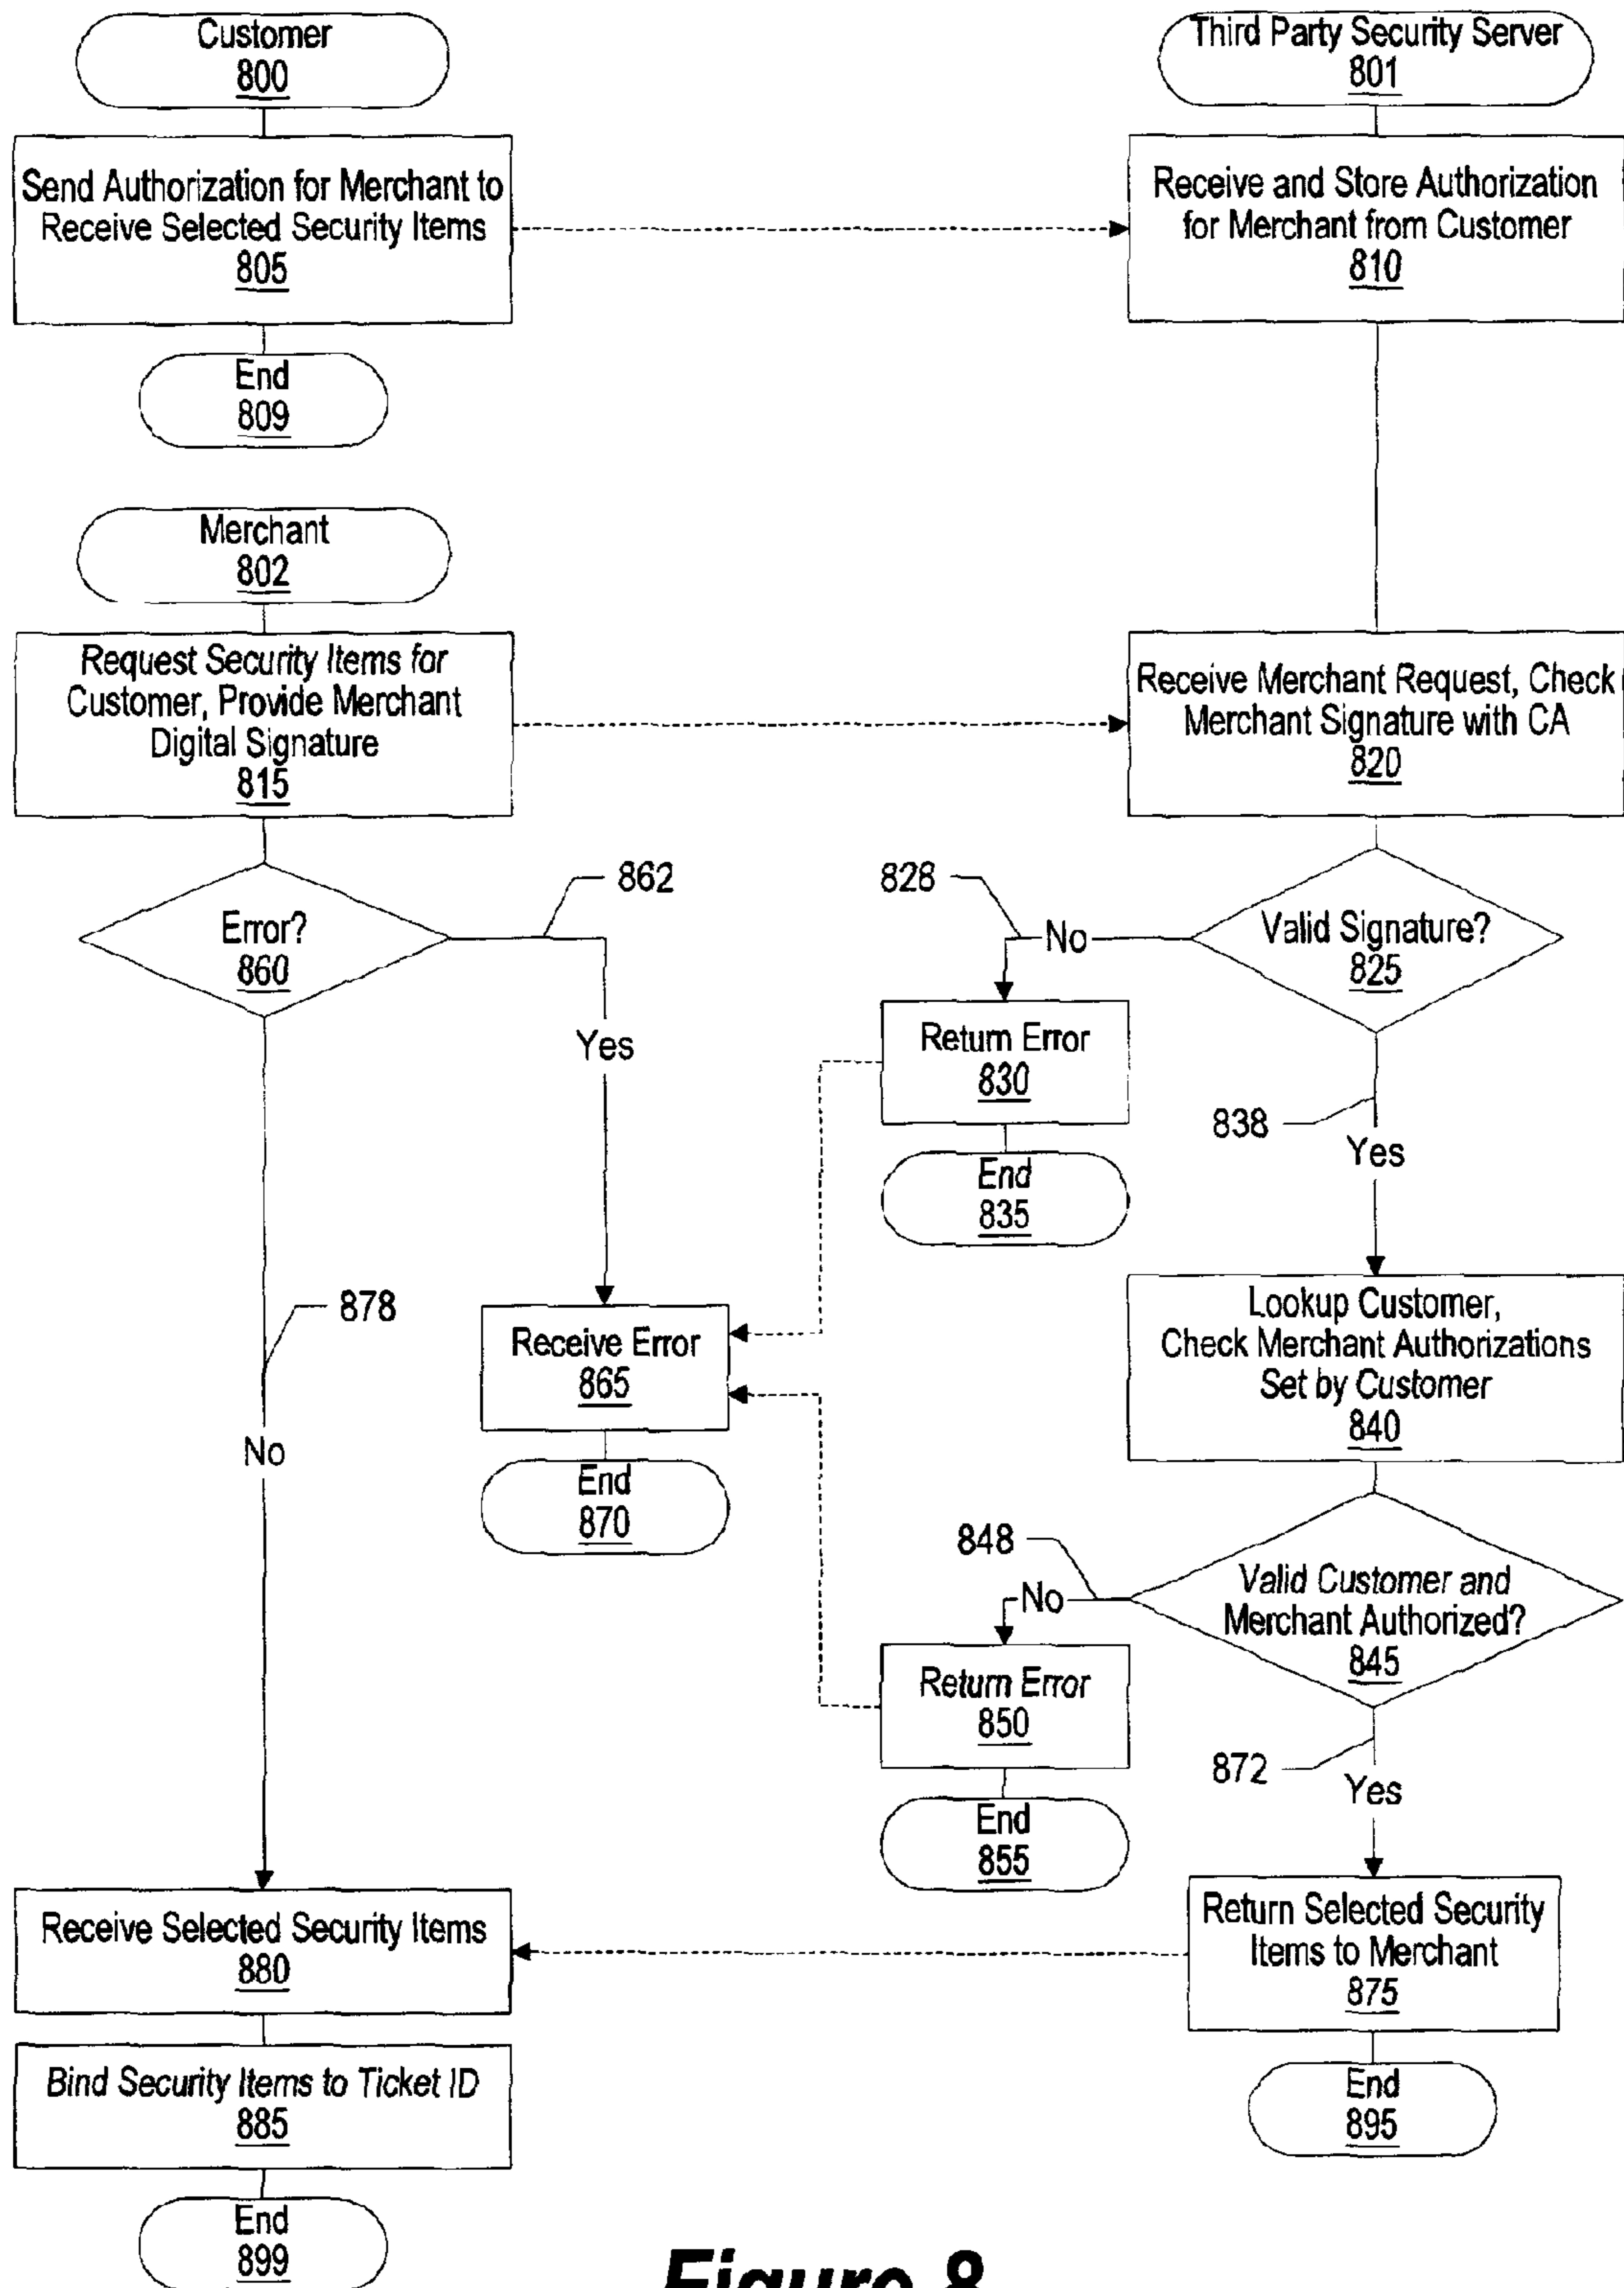 Customer
800
Third Party Security Server
801
Send Authorization for Merchant to
Receive Selected Security Items
805
Receive and Store Authorization
for Merchant from Customer
810
End
809
Merchant
802
Request Security Items for
Customer, Provide Merchant
Digital Signature
815
Receive Merchant Request, Check
Merchant Signature with CA
820
Error?
860
862
Yes
828
No
Valid Signature?
825
Return Error
830
End
835
838
Yes
878
No
Receive Error
865
End
870
Lookup Customer,
Check Merchant Authorizations
Set by Customer
840
848
No
Valid Customer and
Merchant Authorized?
845
Return Error
850
End
855
872
Yes
Receive Selected Security Items
880
Return Selected Security
Items to Merchant
875
Bind Security Items to Ticket ID
885
End
895
End
899
Figure 8